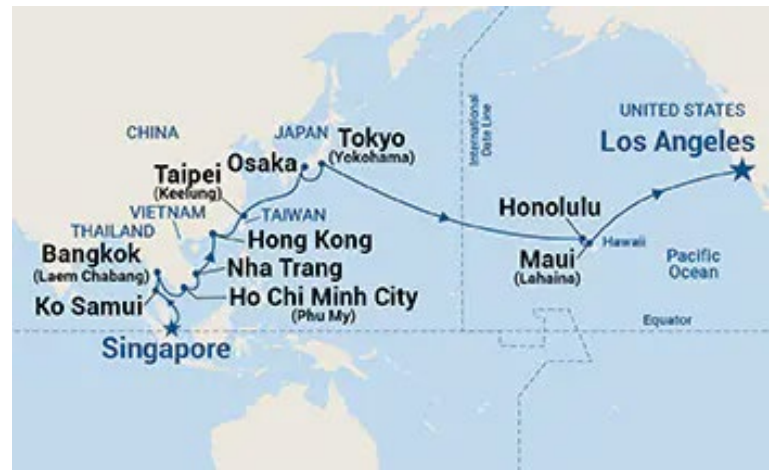 CHINA
JAPAN
Tokyo
(Yokohama)
Osaka
Taipei
(Keelung)
VIETNAM
TAIWAN
THAILAND
Bangkok
(Laem Chabang)
Hong Kong
Nha Trang
Ko Samui
Ho Chi Minh City
(Phu My)
Singapore
International
Date Line
UNITED STATES
Los Angeles
Honolulu
Maui
(Lahaina)
Hawaii
Pacific
Ocean
Equator